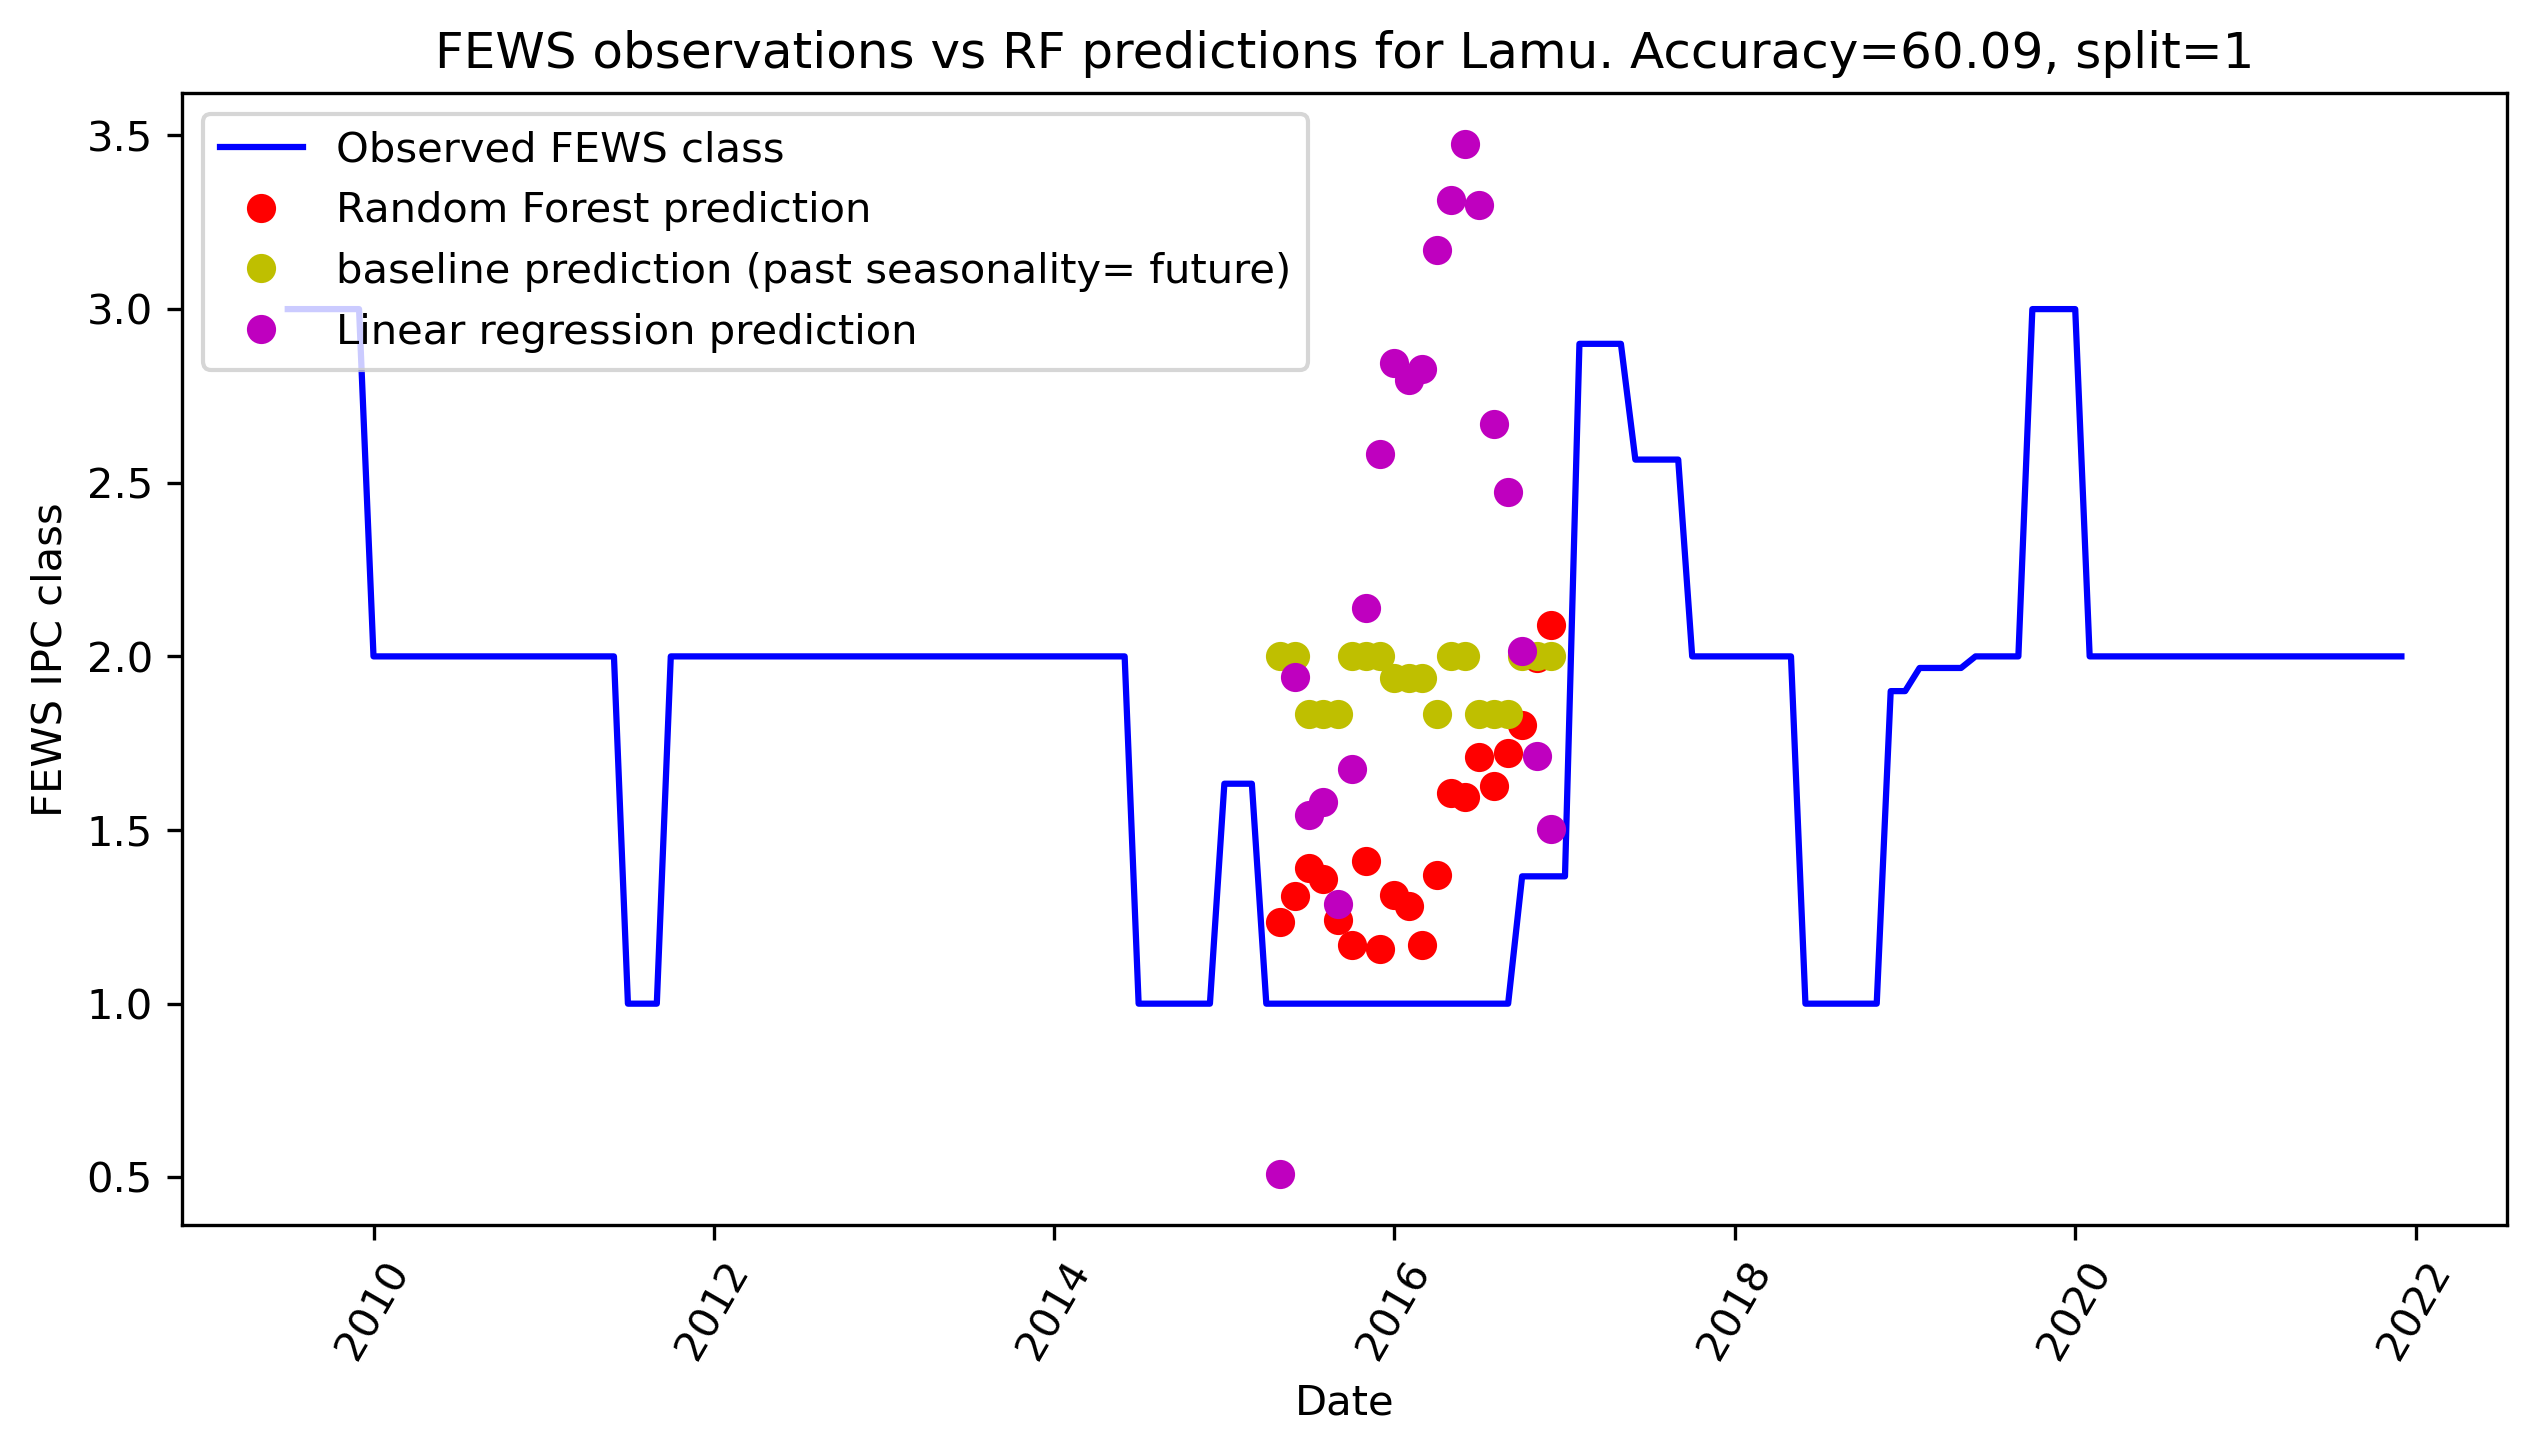 FEWS observations vs RF predictions for Lamu. Accuracy=60.09, split=1
Observed FEWS class
Random Forest prediction
baseline prediction (past seasonality= future)
Linear regression prediction
FEWS IPC class
3.5
3.0
2.5
2.0
1.5
1.0
0.5
2010
2012
2014
2016
2018
2020
2022
Date